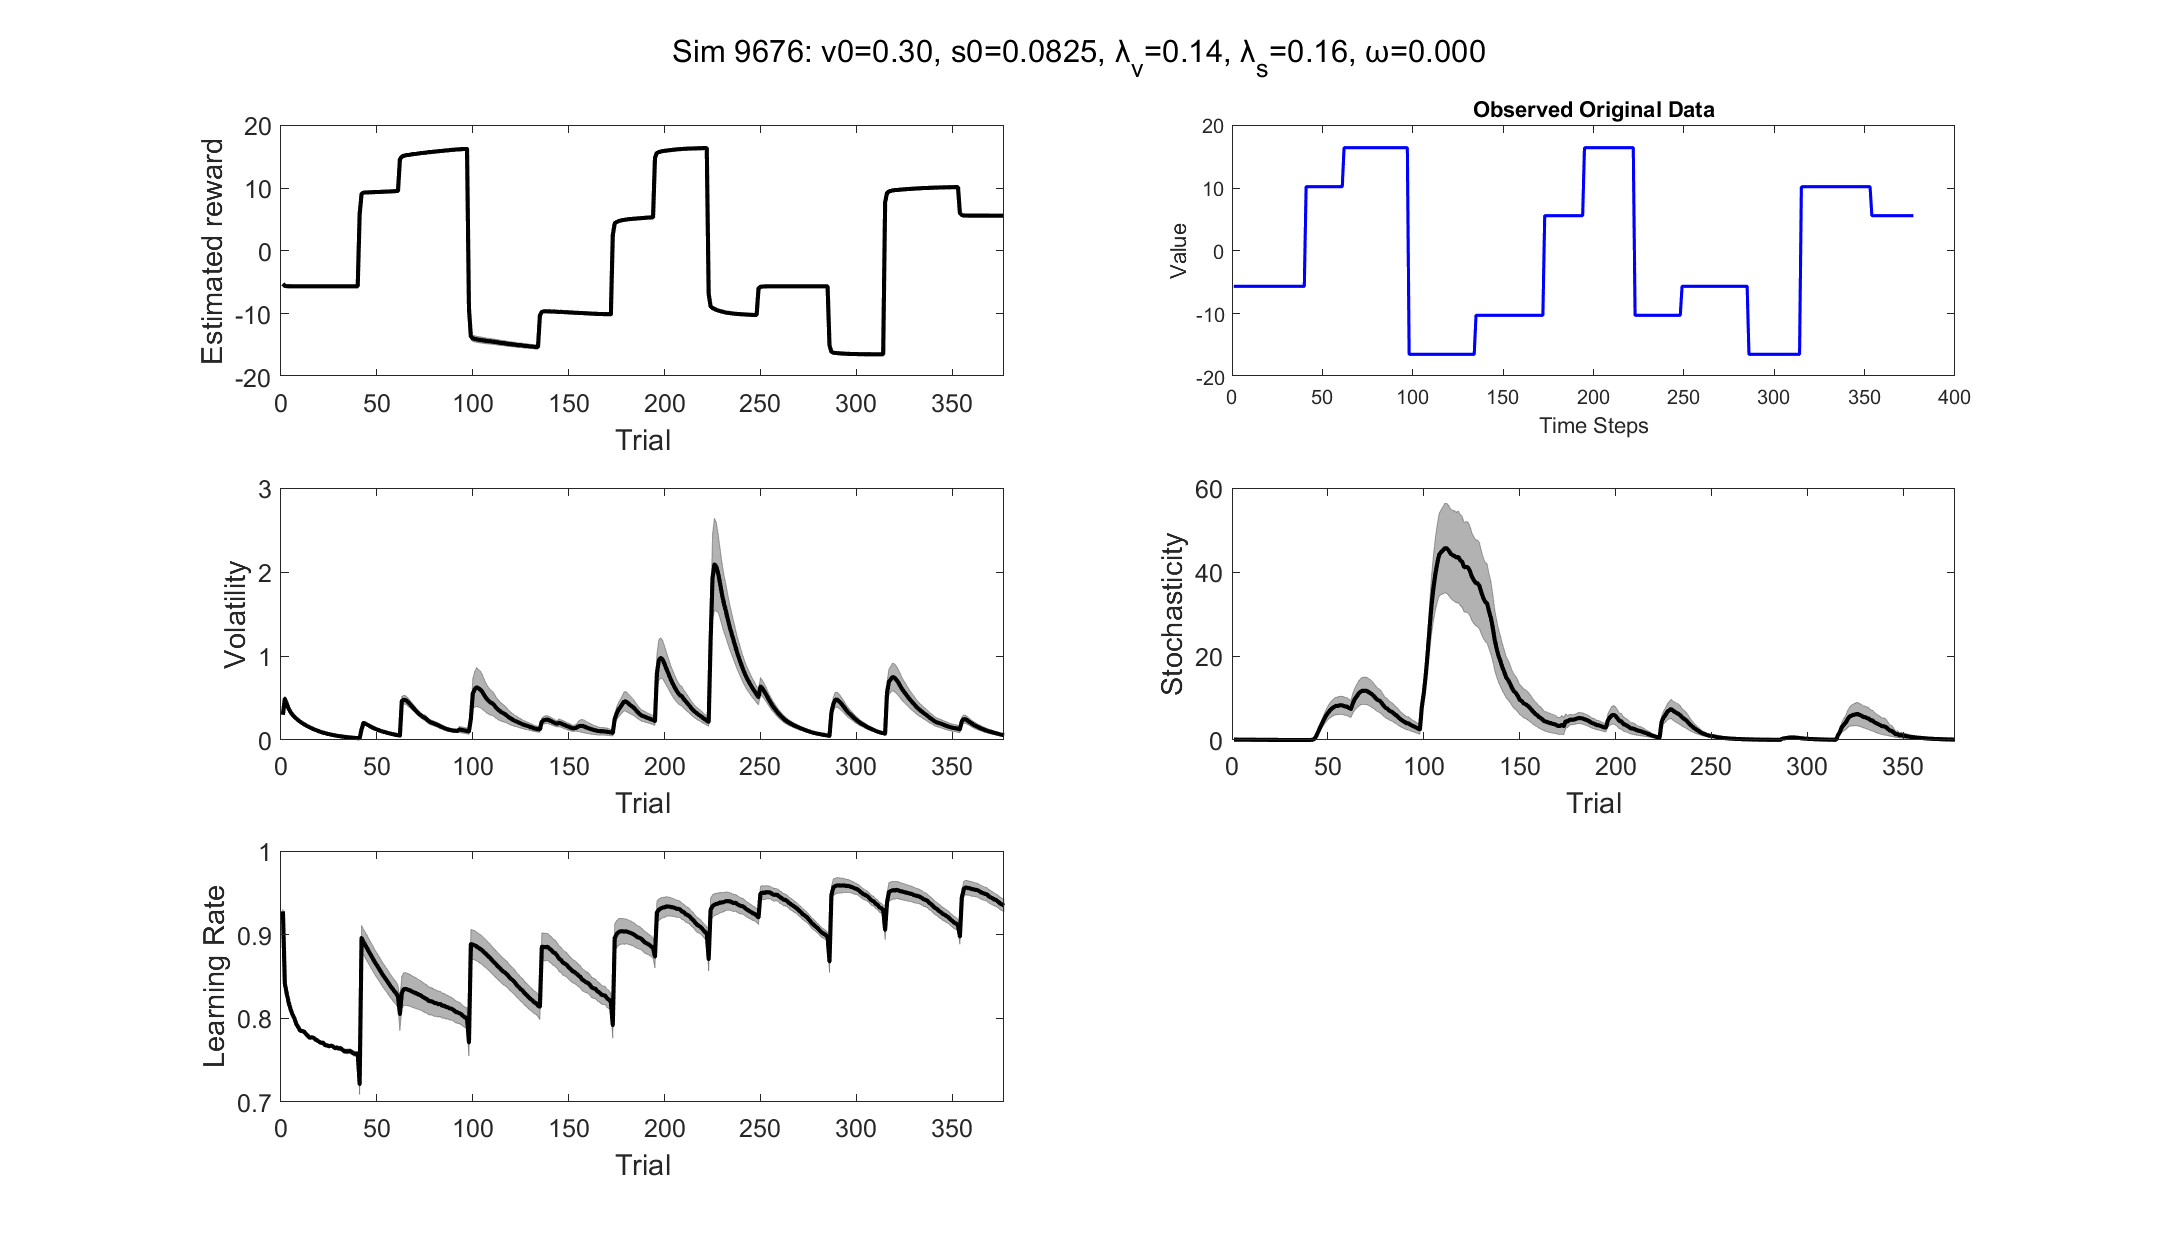 Sim 9676: v0=0.30, s0=0.0825, λ_v=0.14, λ_s=0.16, ω=0.000
20
10
0
-10
-20
Estimated reward
0 50 100 150 200 250 300 350
Trial
Observed Original Data
20
10
0
-10
-20
Value
0 50 100 150 200 250 300 350 400
Time Steps
3
2
1
0
Volatility
0 50 100 150 200 250 300 350
Trial
60
40
20
0
Stochasticity
0 50 100 150 200 250 300 350
Trial
1
0.9
0.8
0.7
Learning Rate
0 50 100 150 200 250 300 350
Trial